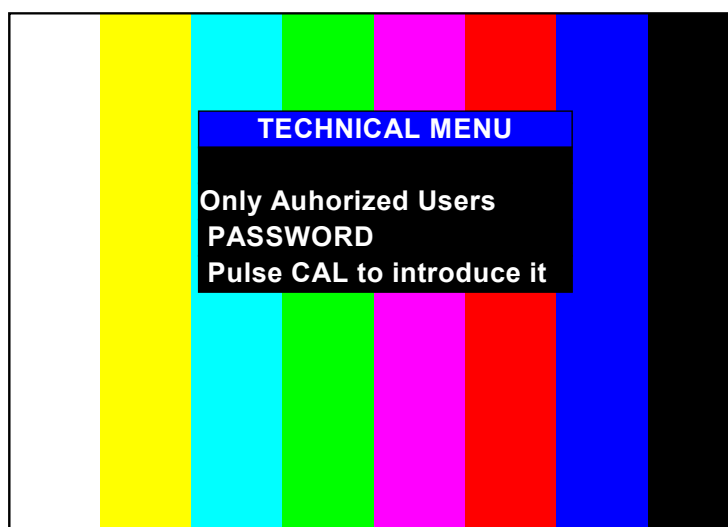 TECHNICAL MENU
Only Auhorized Users
PASSWORD
Pulse CAL to introduce it